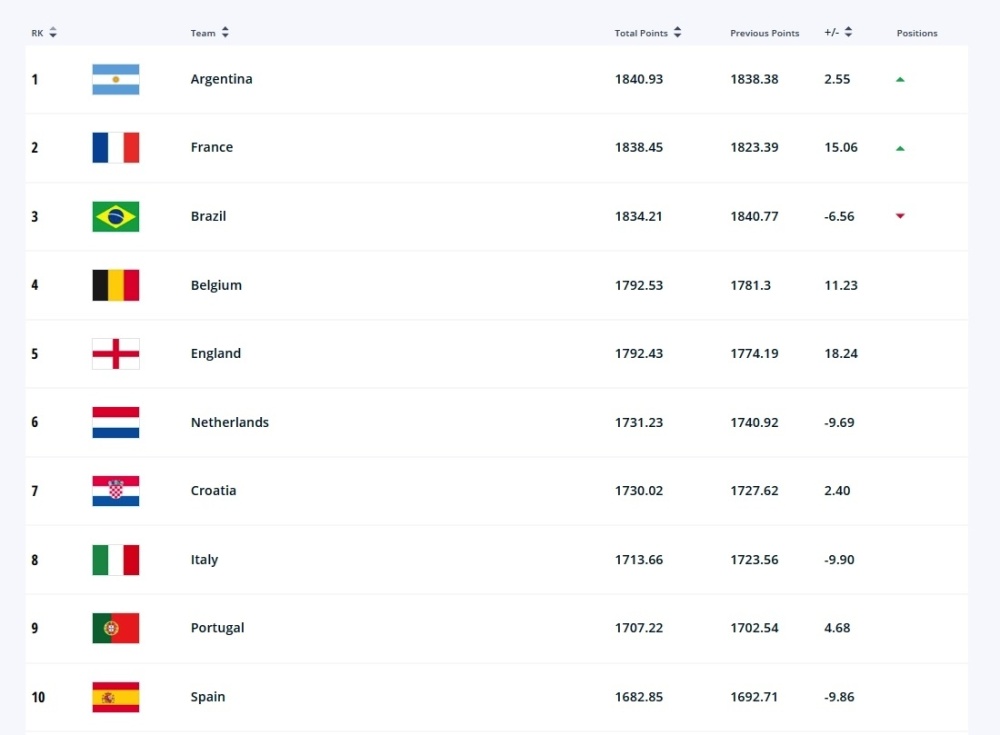 RK Team Total Points Previous Points +/- Positions
1 Argentina 1840.93 1838.38 2.55
2 France 1838.45 1823.39 15.06
3 Brazil 1834.21 1840.77 -6.56
4 Belgium 1792.53 1781.3 11.23
5 England 1792.43 1774.19 18.24
6 Netherlands 1731.23 1740.92 -9.69
7 Croatia 1730.02 1727.62 2.40
8 Italy 1713.66 1723.56 -9.90
9 Portugal 1707.22 1702.54 4.68
10 Spain 1682.85 1692.71 -9.86